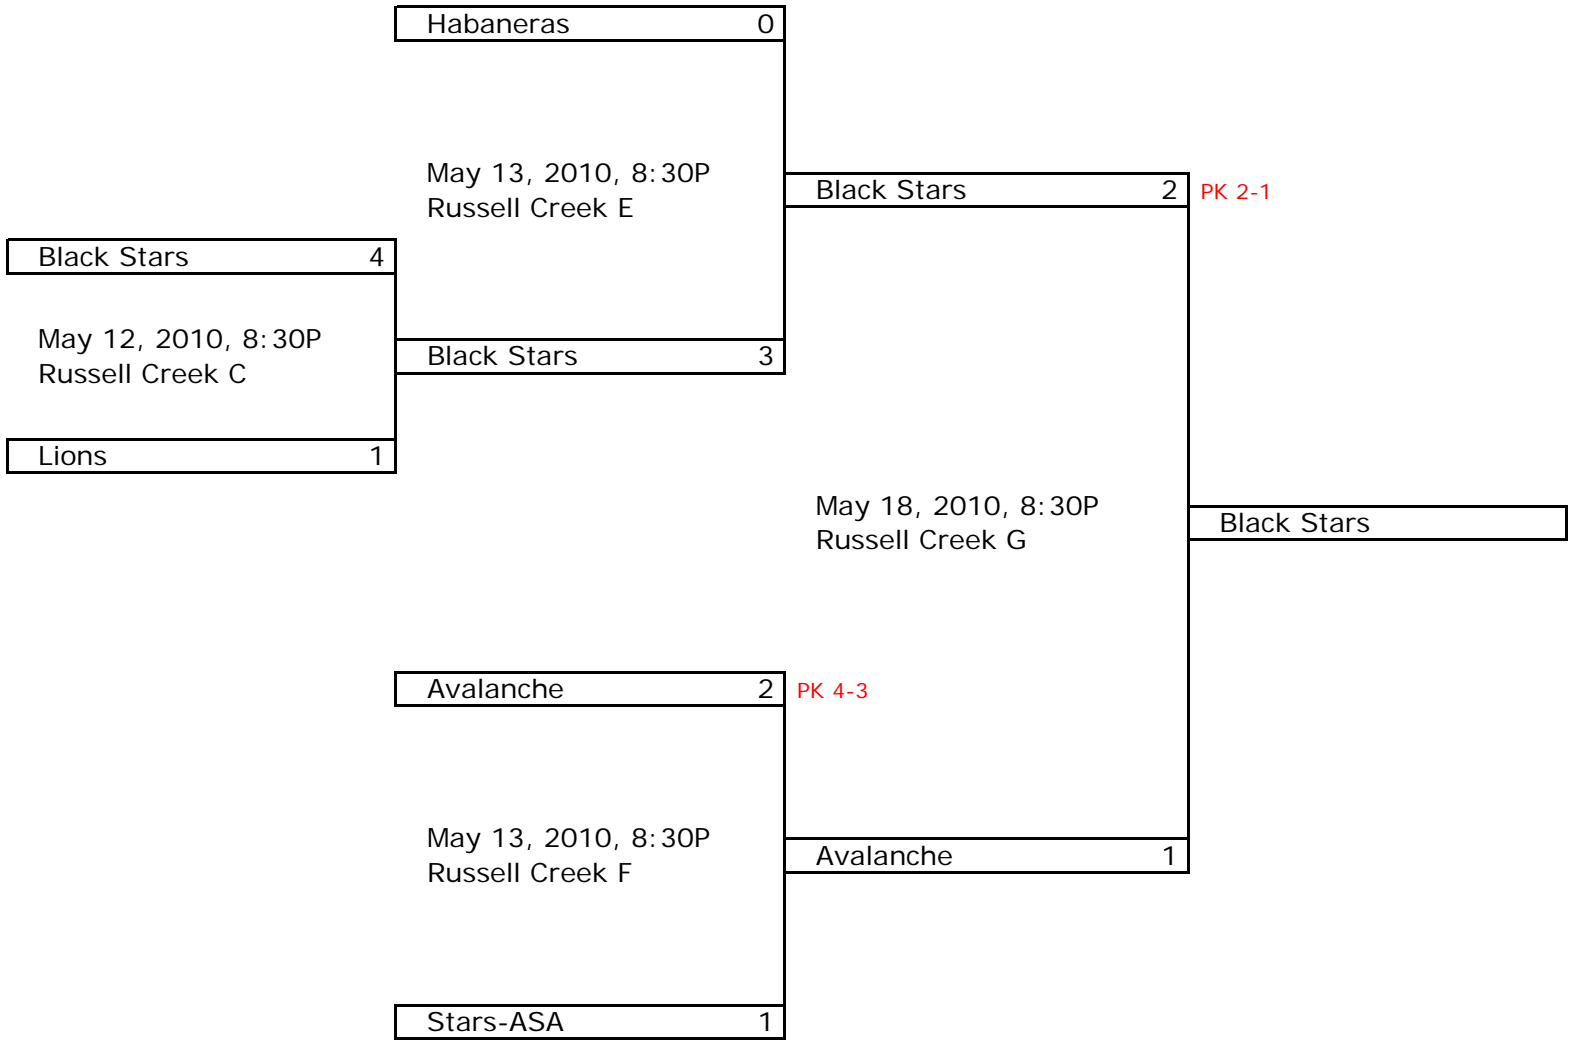 Habaneras 0
May 13, 2010, 8:30P
Russell Creek E
Black Stars 2 PK 2-1
Black Stars 4
May 12, 2010, 8:30P
Russell Creek C
Black Stars 3
Lions 1
May 18, 2010, 8:30P
Russell Creek G
Black Stars
Avalanche 2 PK 4-3
May 13, 2010, 8:30P
Russell Creek F
Avalanche 1
Stars-ASA 1